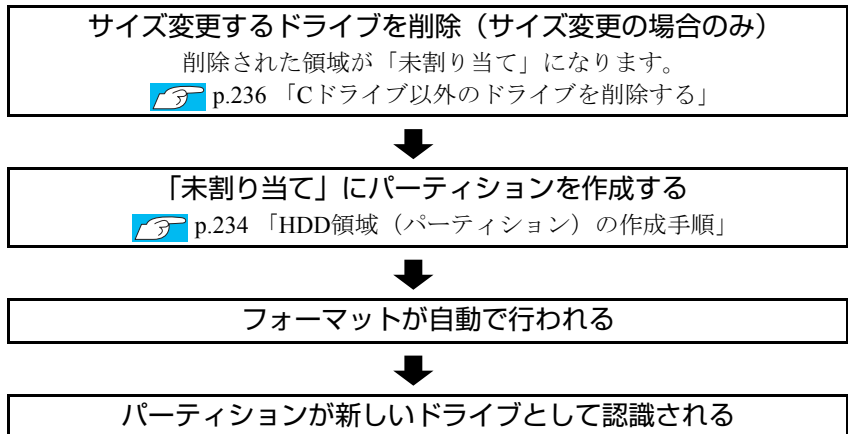 サイズ変更するドライブを削除（サイズ変更の場合のみ）
削除された領域が「未割り当て」になります。
p.236 「Cドライブ以外のドライブを削除する」
「未割り当て」にパーティションを作成する
p.234 「HDD領域（パーティション）の作成手順」
フォーマットが自動で行われる
パーティションが新しいドライブとして認識される